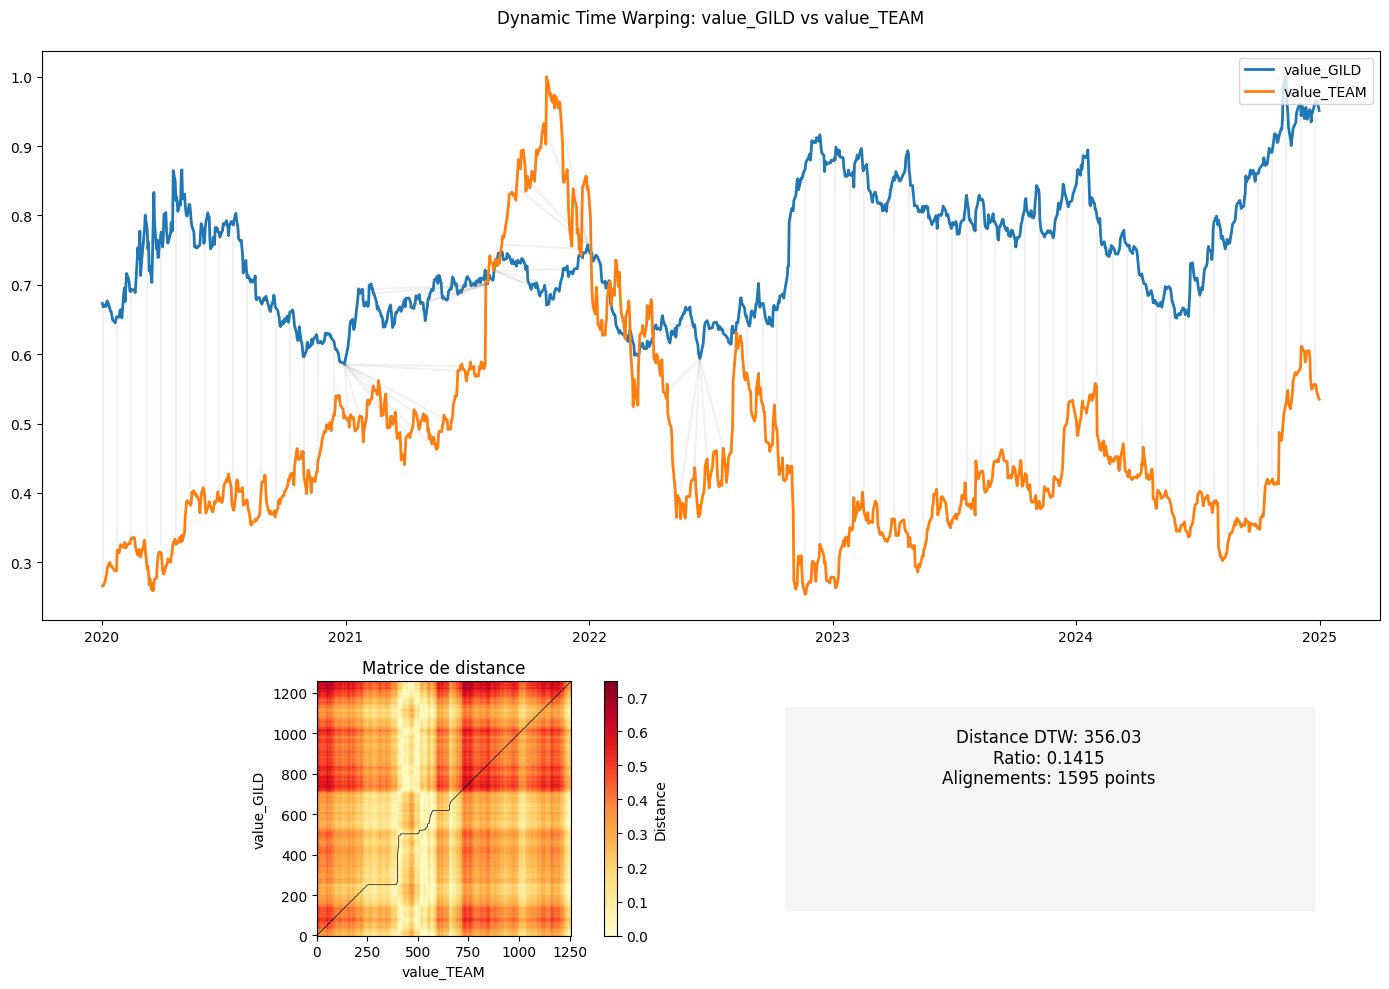 Dynamic Time Warping: value_GILD vs value_TEAM
value_GILD
value_TEAM
1.0
0.9
0.8
0.7
0.6
0.5
0.4
0.3
2020 2021 2022 2023 2024 2025
Matrice de distance
value_GILD
1200
1000
800
600
400
200
0
0 250 500 750 1000 1250
value_TEAM
0.7
0.6
0.5
0.4
0.3
0.2
0.1
0.0
Distance
Distance DTW: 356.03
Ratio: 0.1415
Alignements: 1595 points